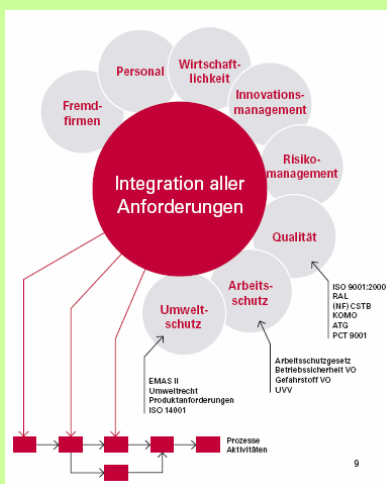 Personal
Wirtschaft-
lichkeit
Fremd-
firmen
Innovations-
management
Risiko-
management
Integration aller
Anforderungen
Qualität
Arbeits-
schutz
Umwelt-
schutz
ISO 9001:2000
RAL
(NF) CSTB
KOMO
ATG
PCT 9001
Arbeitsschutzgesetz
Betriebssicherheit VO
Gefahrstoff VO
UVV
EMAS II
Umweltrecht
Produktanforderungen
ISO 14001
Prozesse
Aktivitäten
9